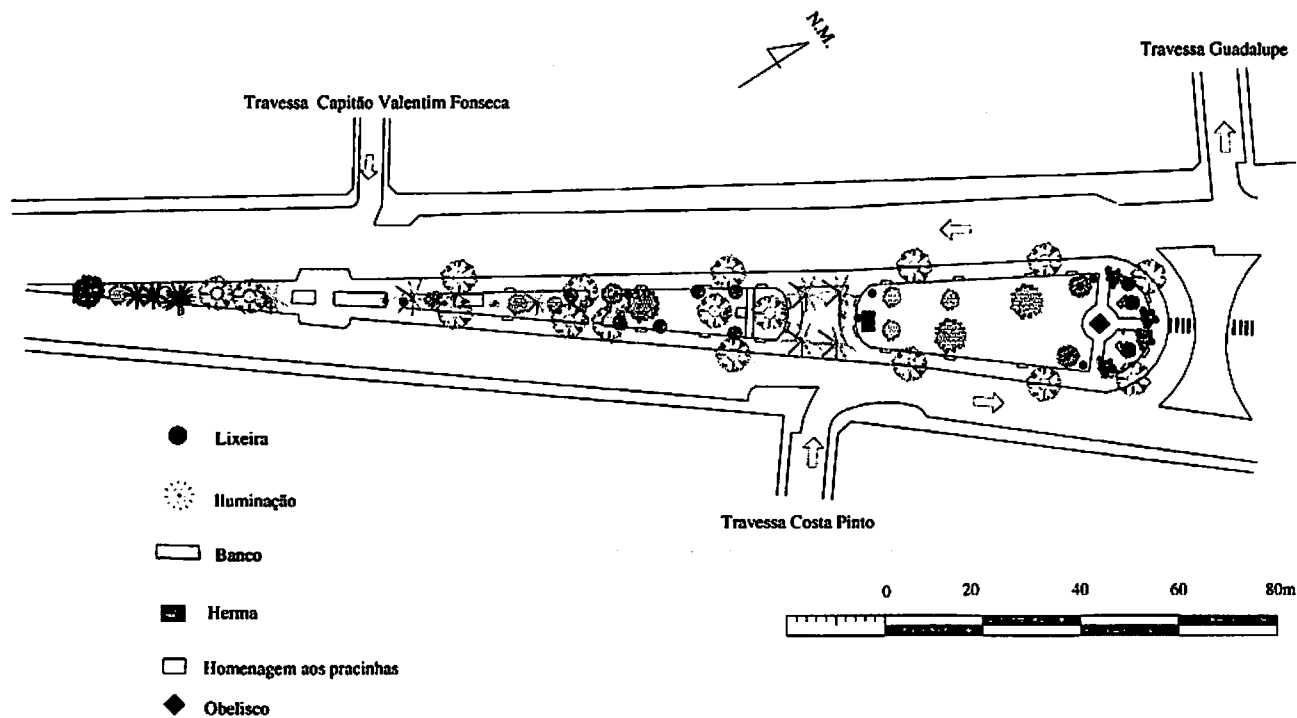 N.M.
Travessa Guadalupe
Travessa Capitão Valentim Fonseca
Lixeira
Iluminação
Banco
Herma
Homenagem aos pracinhas
Obelisco
Travessa Costa Pinto
0 20 40 60 80m